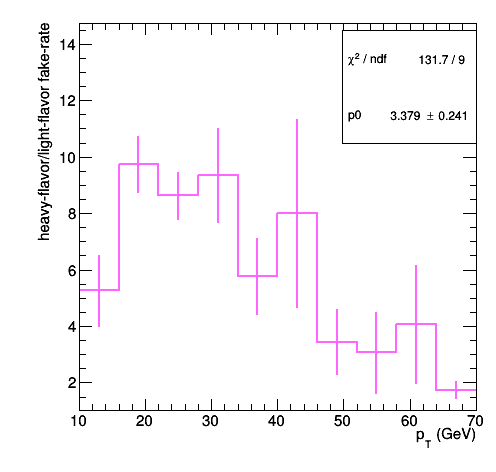 heavy-flavor/light-flavor fake-rate
χ² / ndf 131.7 / 9
p0 3.379 ± 0.241
14
12
10
8
6
4
2
10 20 30 40 50 60 70
p_T (GeV)